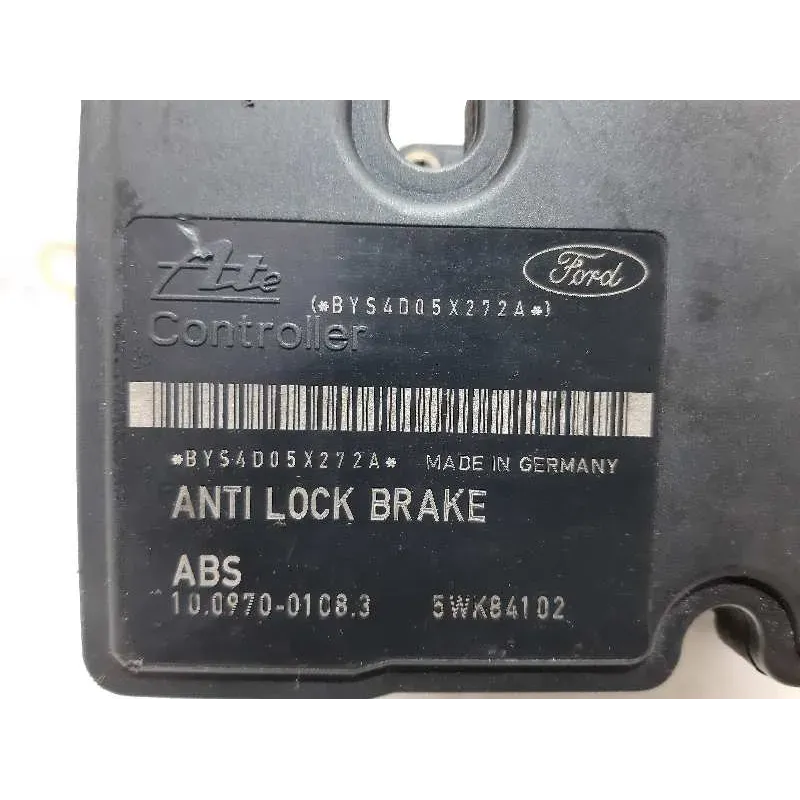 Ate
Ford
(*BYS4D05X272A*)
Controller
*BYS4D05X272A* MADE IN GERMANY
ANTI LOCK BRAKE
ABS
10.0970-0108.3 5WK84102